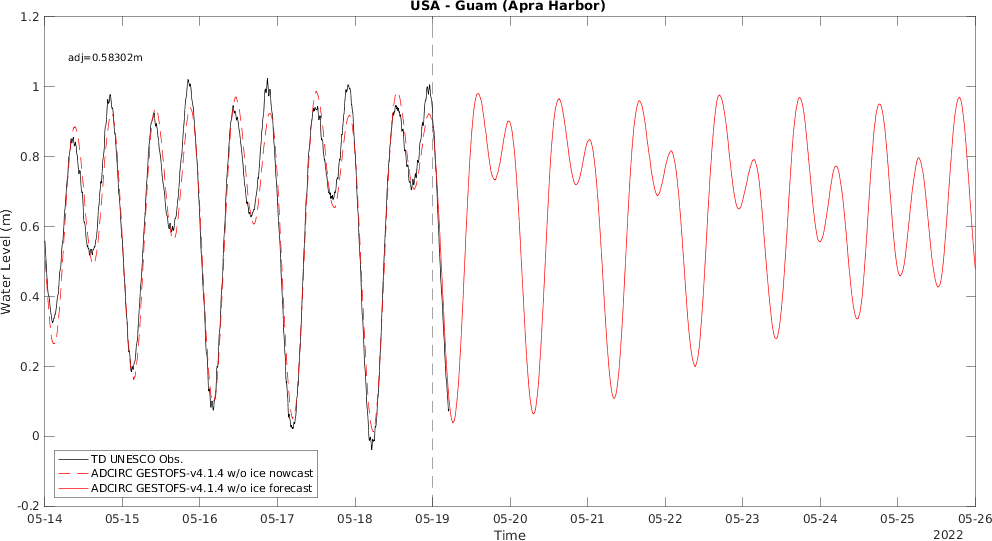 USA - Guam (Apra Harbor)
1.2
adj=0.58302m
1
0.8
0.6
0.4
0.2
0
-0.2
Water Level (m)
TD UNESCO Obs.
ADCIRC GESTOFS-v4.1.4 w/o ice nowcast
ADCIRC GESTOFS-v4.1.4 w/o ice forecast
05-14 05-15 05-16 05-17 05-18 05-19 05-20 05-21 05-22 05-23 05-24 05-25 05-26
Time
2022